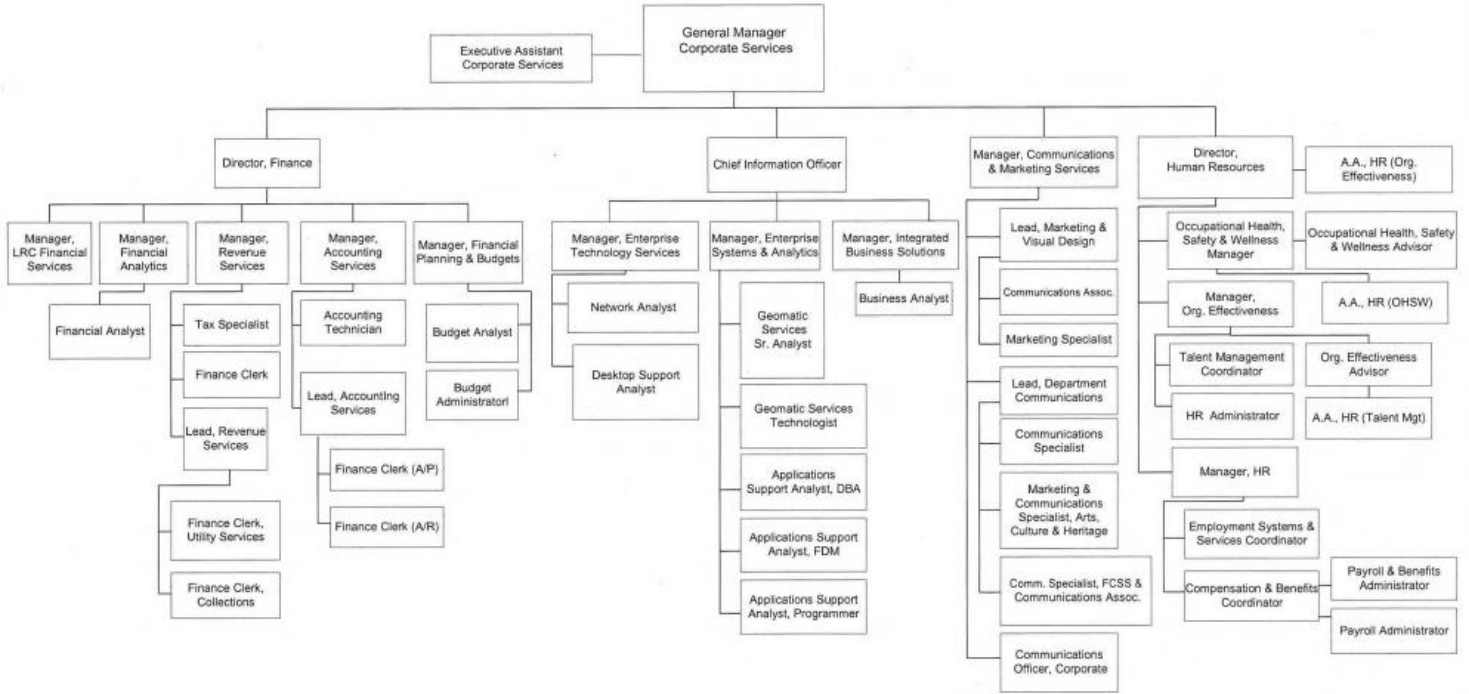 General Manager
Corporate Services
Executive Assistant
Corporate Services
Director, Finance
Chief Information Officer
Manager, Communications
& Marketing Services
Director,
Human Resources
A.A., HR (Org.
Effectiveness)
Manager,
LRC Financial
Services
Manager,
Financial
Analytics
Manager,
Revenue
Services
Manager,
Accounting
Services
Manager, Financial
Planning & Budgets
Manager, Enterprise
Technology Services
Manager, Enterprise
Systems & Analytics
Manager, Integrated
Business Solutions
Lead, Marketing &
Visual Design
Occupational Health,
Safety & Wellness
Manager
Occupational Health, Safety
& Wellness Advisor
Financial Analyst
Tax Specialist
Accounting
Technician
Budget Analyst
Network Analyst
Geomatic
Services
Sr. Analyst
Business Analyst
Communications Assoc.
Manager,
Org. Effectiveness
A.A., HR (OHSW)
Finance Clerk
Lead, Accounting
Services
Budget
AdministratorI
Desktop Support
Analyst
Marketing Specialist
Talent Management
Coordinator
Org. Effectiveness
Advisor
Lead, Revenue
Services
Geomatic Services
Technologist
Lead, Department
Communications
HR Administrator
A.A., HR (Talent Mgt)
Finance Clerk (A/P)
Applications
Support Analyst, DBA
Communications
Specialist
Manager, HR
Finance Clerk,
Utility Services
Finance Clerk (A/R)
Applications Support
Analyst, FDM
Marketing &
Communications
Specialist, Arts,
Culture & Heritage
Employment Systems &
Services Coordinator
Finance Clerk,
Collections
Applications Support
Analyst, Programmer
Comm. Specialist, FCSS &
Communications Assoc.
Compensation & Benefits
Coordinator
Payroll & Benefits
Administrator
Payroll Administrator
Communications
Officer, Corporate